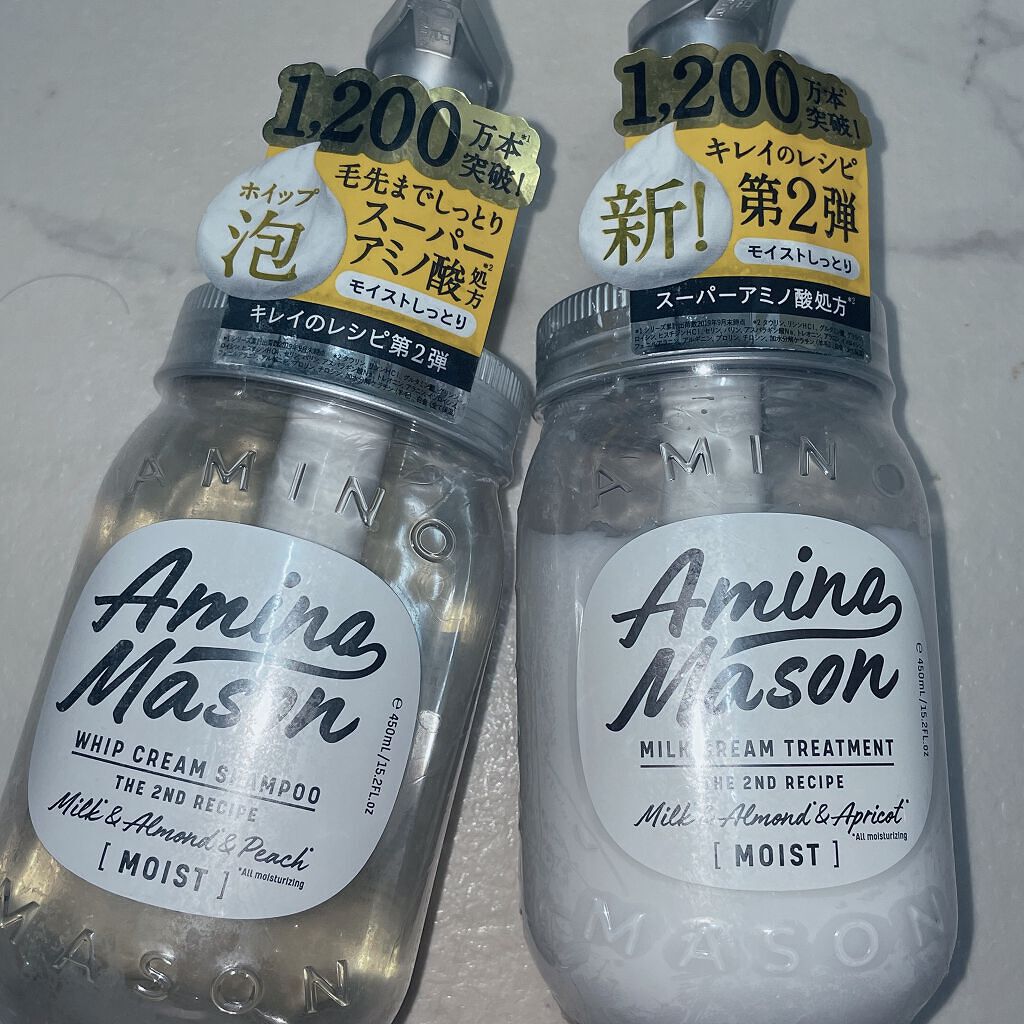 1,200
万本*1
突破!
ホイップ
泡
毛先までしっとり
スーパー
アミノ酸処方*2
モイストしっとり
キレイのレシピ第2弾
AMINO
Amino
Mason
WHIP CREAM SHAMPOO
THE 2ND RECIPE
Milk*&Almond*&Peach*
*All moisturizing
[ MOIST ]
e 450mL/15.2FL.oz
MASON
1,200
万本*1
突破!
新!
キレイのレシピ
第2弾
モイストしっとり
スーパーアミノ酸処方*2
AMINO
Amino
Mason
MILK CREAM TREATMENT
THE 2ND RECIPE
Milk*&Almond*&Apricot*
*All moisturizing
[ MOIST ]
e 450mL/15.2FL.oz
MASON